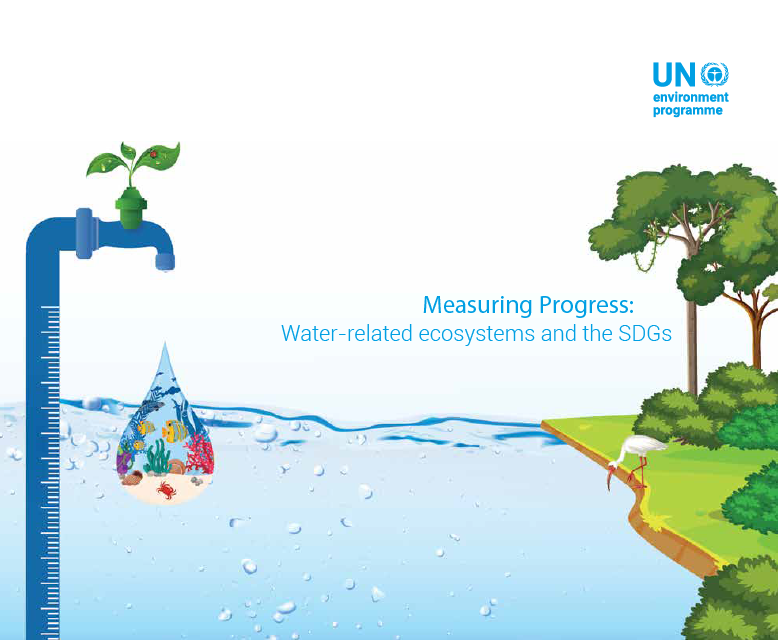 UN
environment
programme
Measuring Progress:
Water-related ecosystems and the SDGs